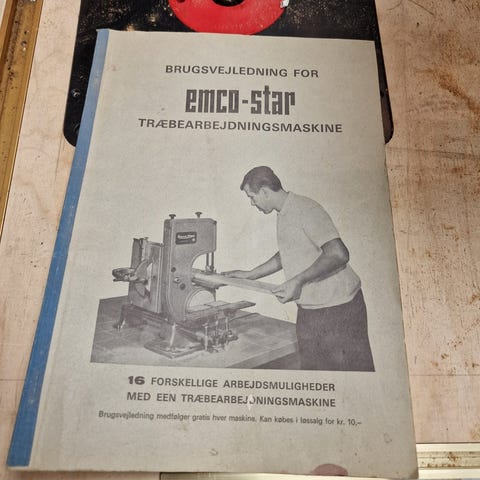 BRUGSVEJLEDNING FOR
emco-star
TRÆBEARBEJDNINGSMASKINE
16 FORSKELLIGE ARBEJDSMULIGHEDER
MED EEN TRÆBEARBEJDNINGSMASKINE
Brugsvejledning medfølger gratis hver maskine. Kan købes i løssalg for kr. 10,-